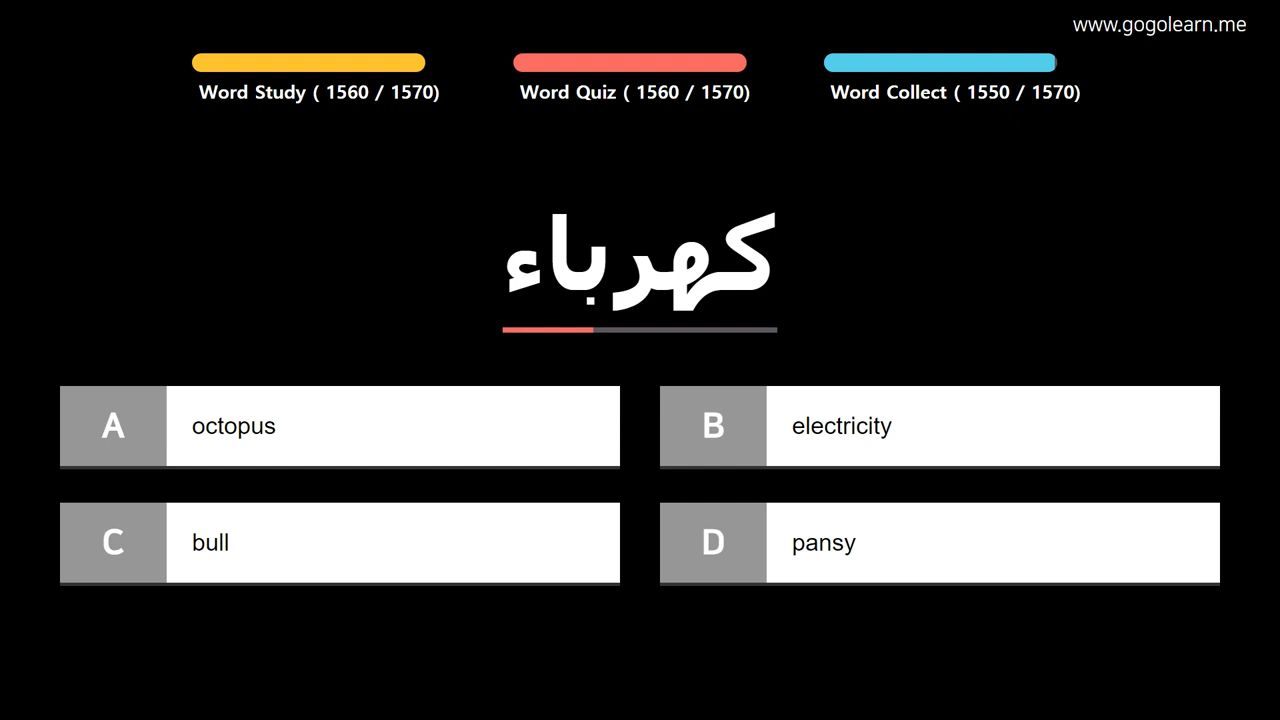 www.gogolearn.me
Word Study ( 1560 / 1570)
Word Quiz ( 1560 / 1570)
Word Collect ( 1550 / 1570)
كهرباء
A octopus
B electricity
C bull
D pansy